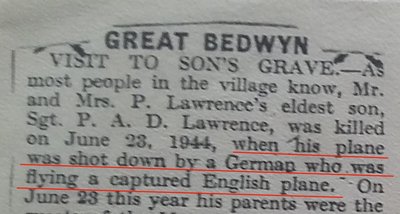 GREAT BEDWYN
VISIT TO SON'S GRAVE.—As
most people in the village know, Mr.
and Mrs. P. Lawrence's eldest son,
Sgt. P. A. D. Lawrence, was killed
on June 23, 1944, when his plane
was shot down by a German who was
flying a captured English plane. On
June 23 this year his parents were the